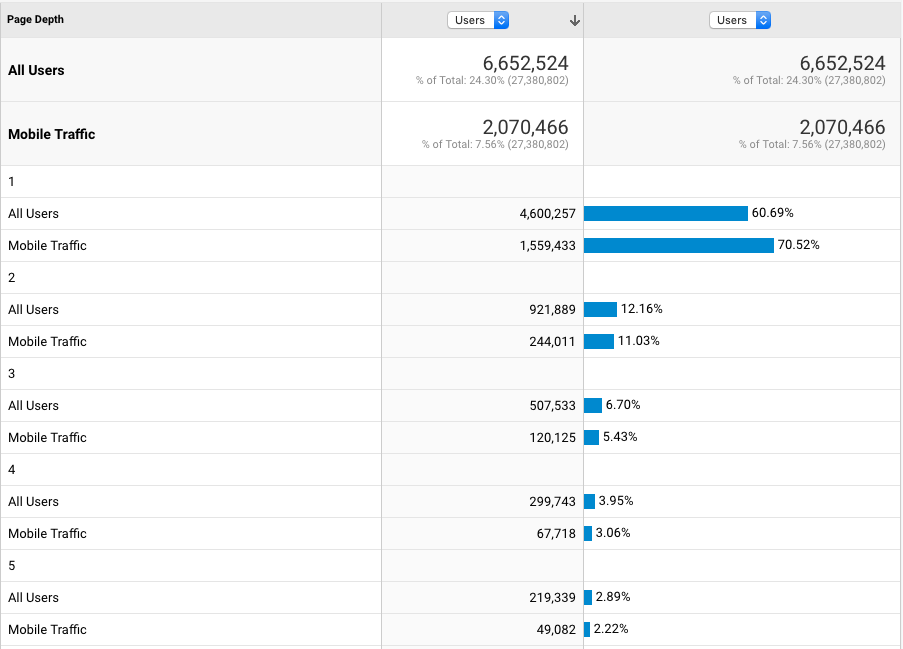 Page Depth Users Users
All Users 6,652,524 6,652,524
% of Total: 24.30% (27,380,802) % of Total: 24.30% (27,380,802)
Mobile Traffic 2,070,466 2,070,466
% of Total: 7.56% (27,380,802) % of Total: 7.56% (27,380,802)
1
All Users 4,600,257 60.69%
Mobile Traffic 1,559,433 70.52%
2
All Users 921,889 12.16%
Mobile Traffic 244,011 11.03%
3
All Users 507,533 6.70%
Mobile Traffic 120,125 5.43%
4
All Users 299,743 3.95%
Mobile Traffic 67,718 3.06%
5
All Users 219,339 2.89%
Mobile Traffic 49,082 2.22%